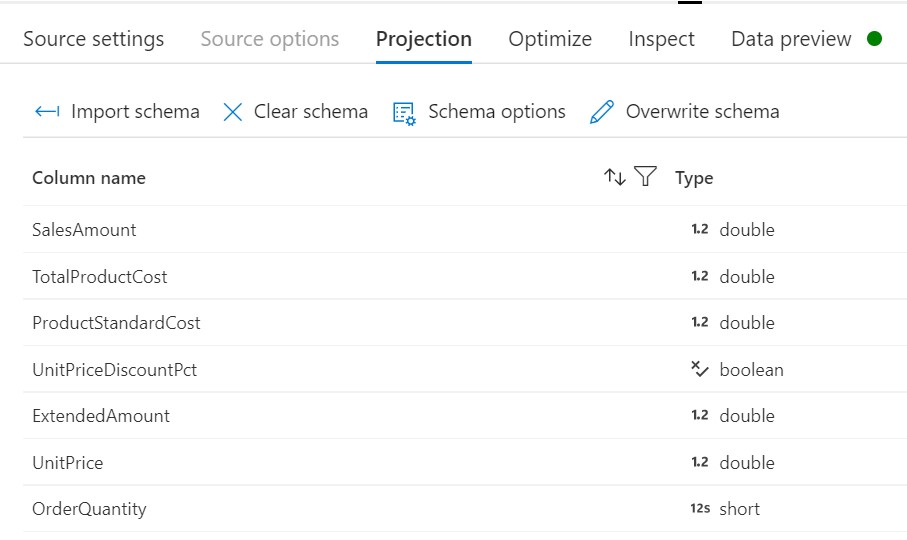 Source settings Source options Projection Optimize Inspect Data preview
Import schema Clear schema Schema options Overwrite schema
Column name Type
SalesAmount 1.2 double
TotalProductCost 1.2 double
ProductStandardCost 1.2 double
UnitPriceDiscountPct boolean
ExtendedAmount 1.2 double
UnitPrice 1.2 double
OrderQuantity 12s short